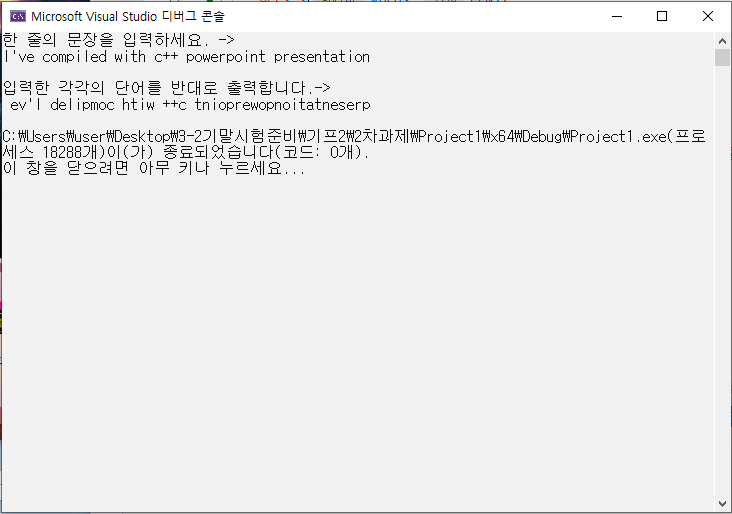 Microsoft Visual Studio 디버그 콘솔
한 줄의 문장을 입력하세요. ->
I've compiled with c++ powerpoint presentation
입력한 각각의 단어를 반대로 출력합니다.->
ev'I delipmoc htiw ++c tnioprewopnoitatneserp
C:₩Users₩user₩Desktop₩3-2기말시험준비₩기프2₩2차과제₩Project1₩x64₩Debug₩Project1.exe(프로
세스 18288개)이(가) 종료되었습니다(코드: 0개).
이 창을 닫으려면 아무 키나 누르세요...